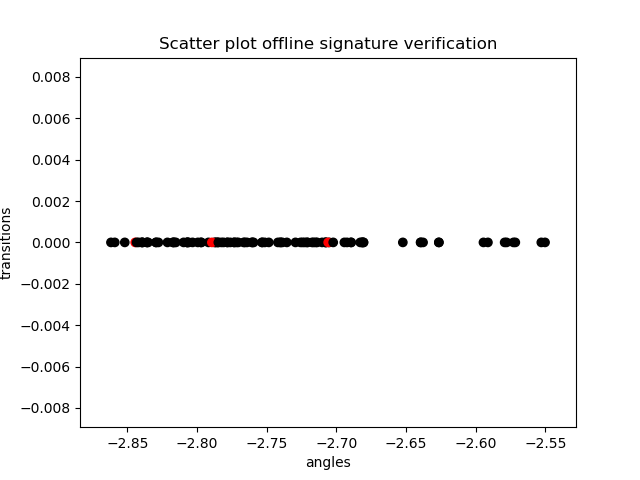 Scatter plot offline signature verification
transitions
0.008
0.006
0.004
0.002
0.000
−0.002
−0.004
−0.006
−0.008
−2.85 −2.80 −2.75 −2.70 −2.65 −2.60 −2.55
angles